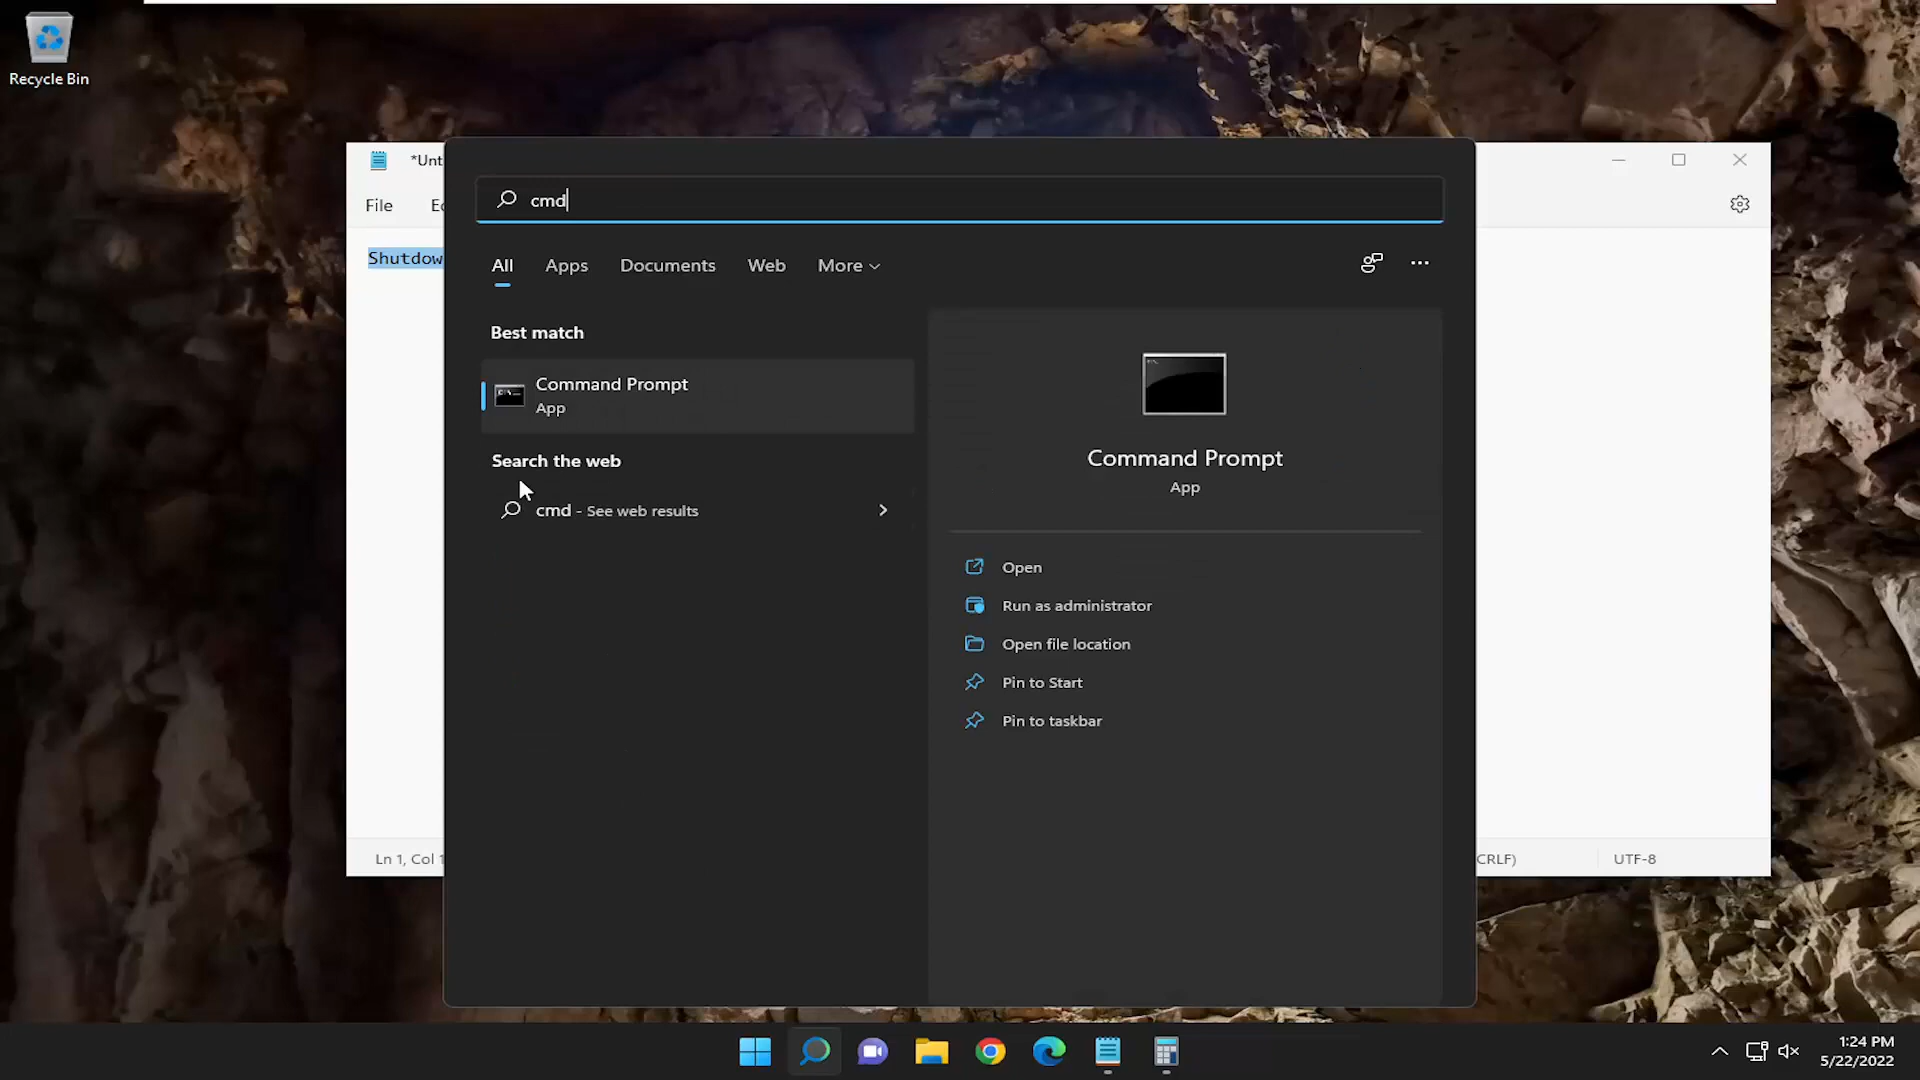 Recycle Bin
*Unt
File
Shutdow
Ln 1, Col 1
CRLF)
UTF-8
cmd
All
Apps
Documents
Web
More
Best match
Command Prompt
App
Search the web
cmd - See web results
Command Prompt
App
Open
Run as administrator
Open file location
Pin to Start
Pin to taskbar
1:24 PM
5/22/2022